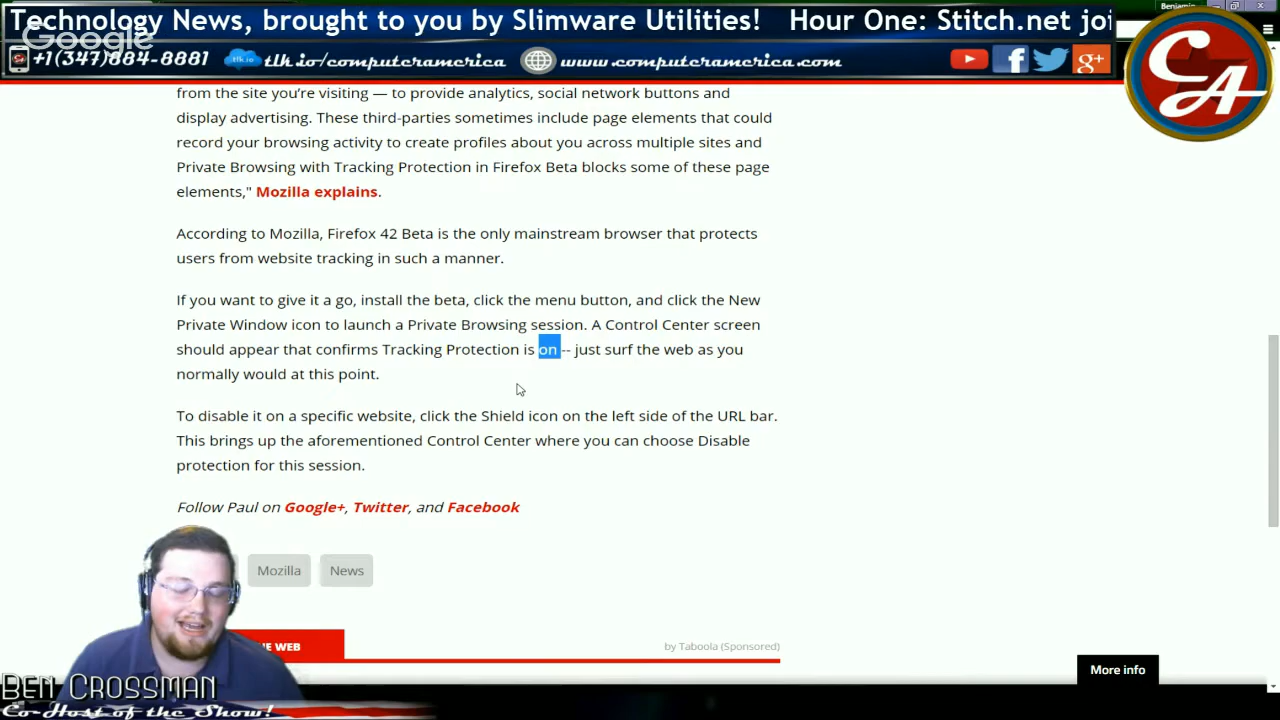 Technology News, brought to you by Slimware Utilities! Hour One: Stitch.net joi
Benjamin
Google
+1(347)884-8881 tlk.io/computeramerica www.computeramerica.com
CA
from the site you're visiting — to provide analytics, social network buttons and
display advertising. These third-parties sometimes include page elements that could
record your browsing activity to create profiles about you across multiple sites and
Private Browsing with Tracking Protection in Firefox Beta blocks some of these page
elements," Mozilla explains.
According to Mozilla, Firefox 42 Beta is the only mainstream browser that protects
users from website tracking in such a manner.
If you want to give it a go, install the beta, click the menu button, and click the New
Private Window icon to launch a Private Browsing session. A Control Center screen
should appear that confirms Tracking Protection is on -- just surf the web as you
normally would at this point.
To disable it on a specific website, click the Shield icon on the left side of the URL bar.
This brings up the aforementioned Control Center where you can choose Disable
protection for this session.
Follow Paul on Google+, Twitter, and Facebook
Mozilla News
WEB
by Taboola (Sponsored)
More info
Ben Crossman
Co-Host of the Show!